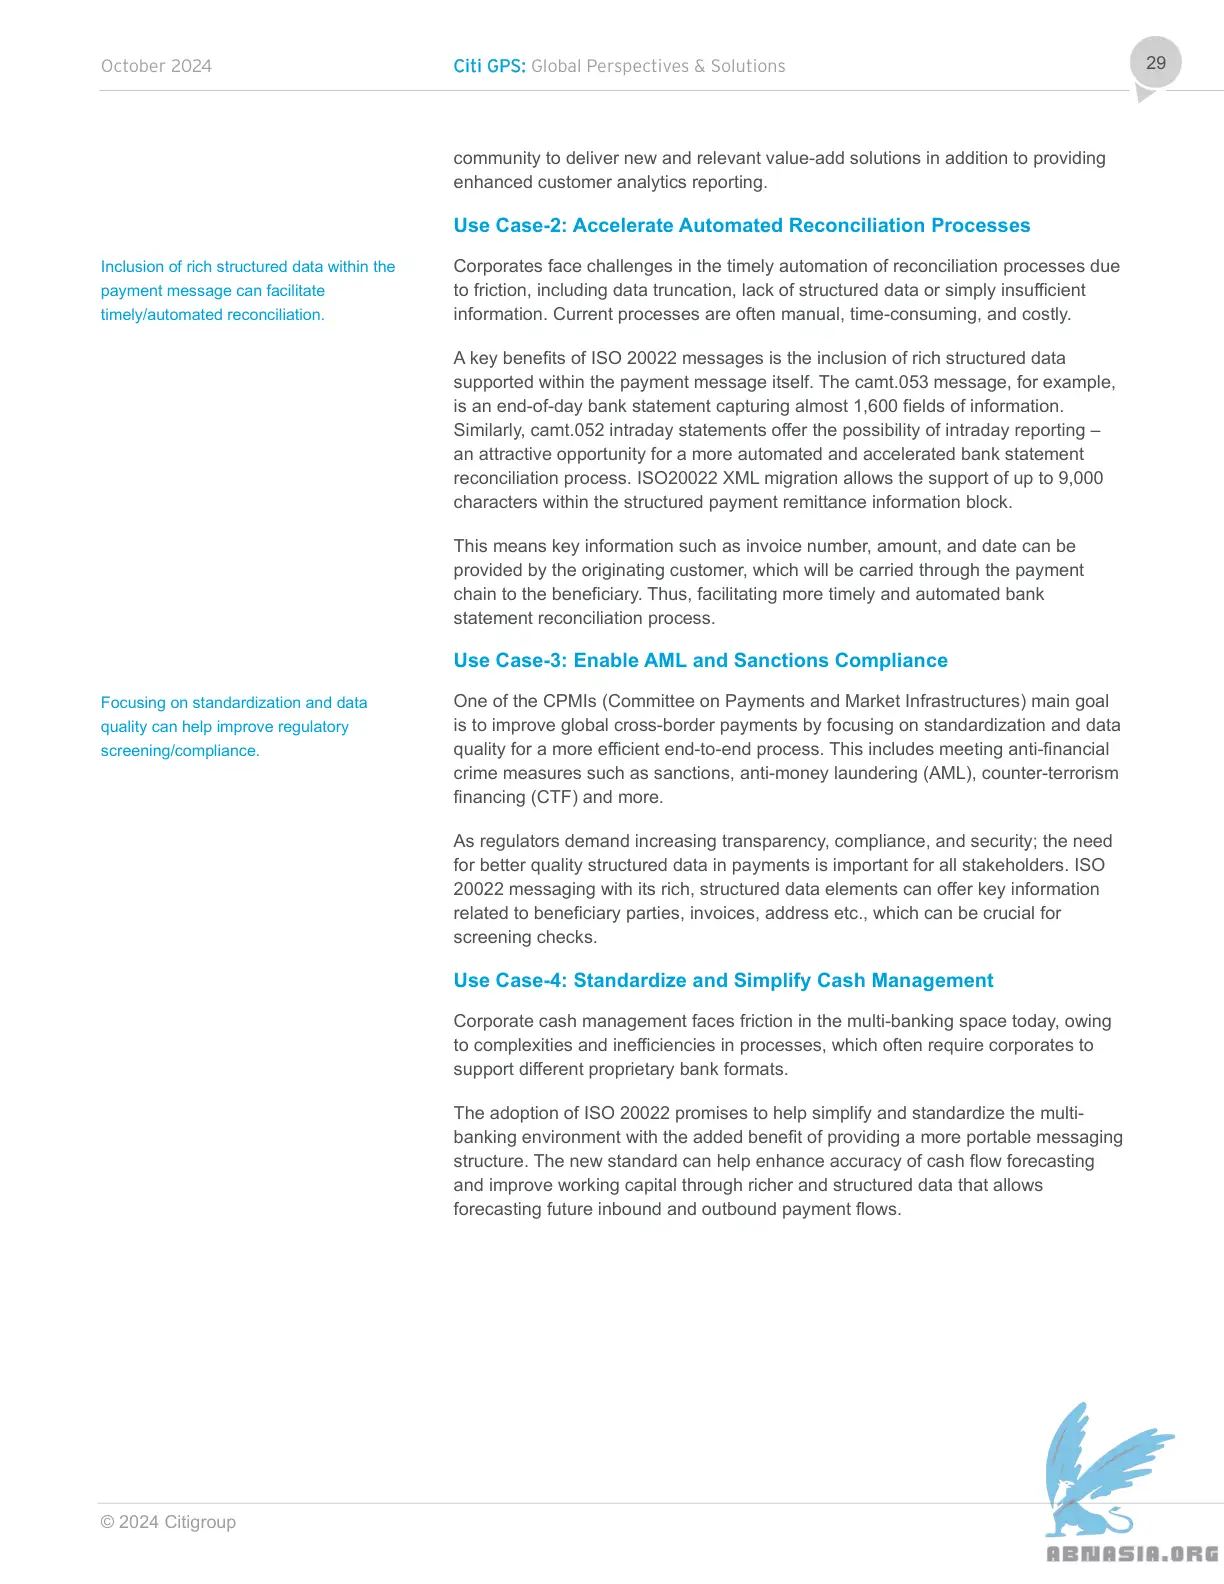 October 2024
Citi GPS: Global Perspectives & Solutions
29
community to deliver new and relevant value-add solutions in addition to providing
enhanced customer analytics reporting.
Use Case-2: Accelerate Automated Reconciliation Processes
Inclusion of rich structured data within the
payment message can facilitate
timely/automated reconciliation.
Corporates face challenges in the timely automation of reconciliation processes due
to friction, including data truncation, lack of structured data or simply insufficient
information. Current processes are often manual, time-consuming, and costly.
A key benefits of ISO 20022 messages is the inclusion of rich structured data
supported within the payment message itself. The camt.053 message, for example,
is an end-of-day bank statement capturing almost 1,600 fields of information.
Similarly, camt.052 intraday statements offer the possibility of intraday reporting –
an attractive opportunity for a more automated and accelerated bank statement
reconciliation process. ISO20022 XML migration allows the support of up to 9,000
characters within the structured payment remittance information block.
This means key information such as invoice number, amount, and date can be
provided by the originating customer, which will be carried through the payment
chain to the beneficiary. Thus, facilitating more timely and automated bank
statement reconciliation process.
Use Case-3: Enable AML and Sanctions Compliance
Focusing on standardization and data
quality can help improve regulatory
screening/compliance.
One of the CPMIs (Committee on Payments and Market Infrastructures) main goal
is to improve global cross-border payments by focusing on standardization and data
quality for a more efficient end-to-end process. This includes meeting anti-financial
crime measures such as sanctions, anti-money laundering (AML), counter-terrorism
financing (CTF) and more.
As regulators demand increasing transparency, compliance, and security; the need
for better quality structured data in payments is important for all stakeholders. ISO
20022 messaging with its rich, structured data elements can offer key information
related to beneficiary parties, invoices, address etc., which can be crucial for
screening checks.
Use Case-4: Standardize and Simplify Cash Management
Corporate cash management faces friction in the multi-banking space today, owing
to complexities and inefficiencies in processes, which often require corporates to
support different proprietary bank formats.
The adoption of ISO 20022 promises to help simplify and standardize the multi-
banking environment with the added benefit of providing a more portable messaging
structure. The new standard can help enhance accuracy of cash flow forecasting
and improve working capital through richer and structured data that allows
forecasting future inbound and outbound payment flows.
© 2024 Citigroup
ABNASIA.ORG